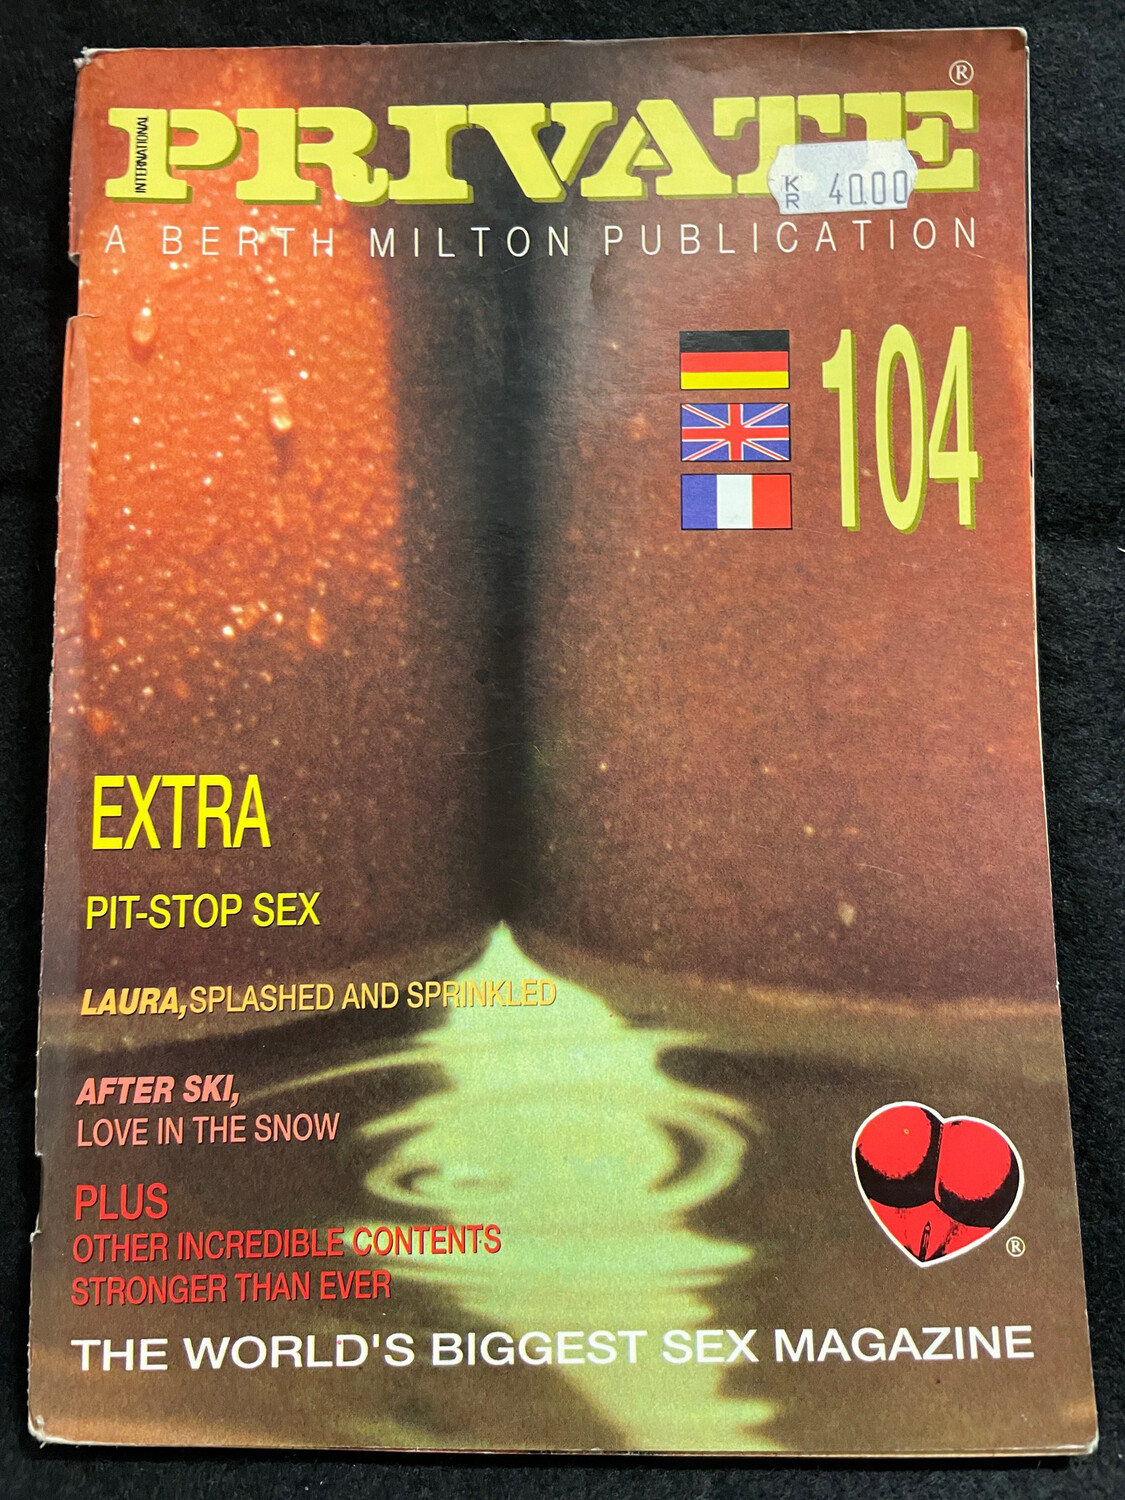 ®
INTERNATIONAL
PRIVATE
KR 40.00
A BERTH MILTON PUBLICATION
104
EXTRA
PIT-STOP SEX
LAURA, SPLASHED AND SPRINKLED
AFTER SKI,
LOVE IN THE SNOW
PLUS
OTHER INCREDIBLE CONTENTS
STRONGER THAN EVER
®
THE WORLD'S BIGGEST SEX MAGAZINE